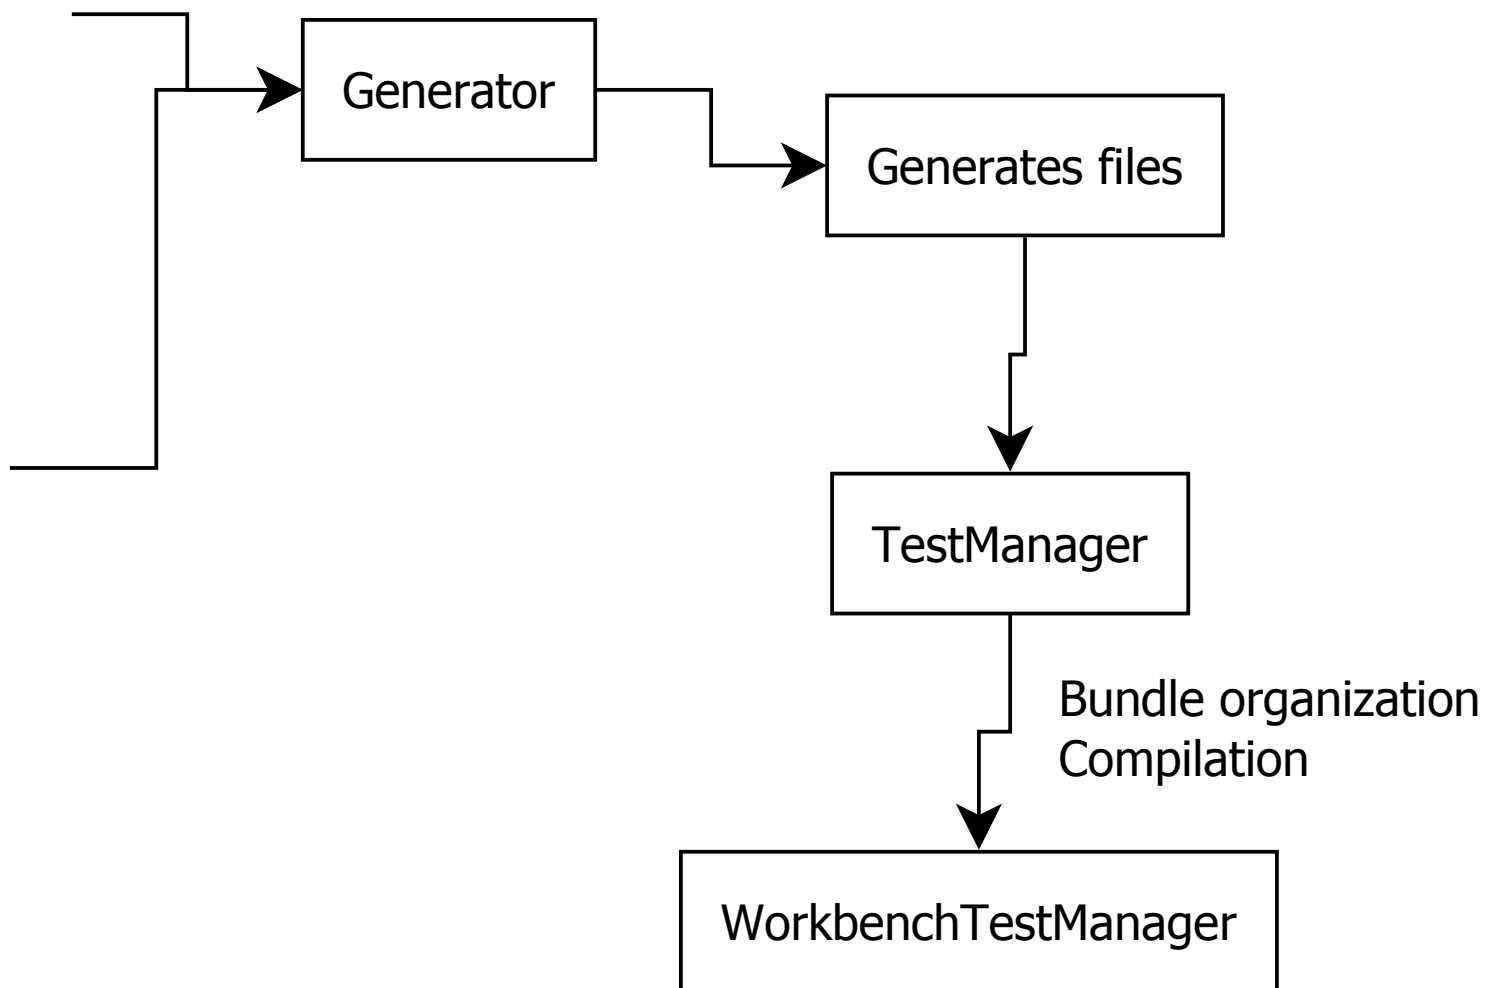 Generator
Generates files
TestManager
Bundle organization
Compilation
WorkbenchTestManager